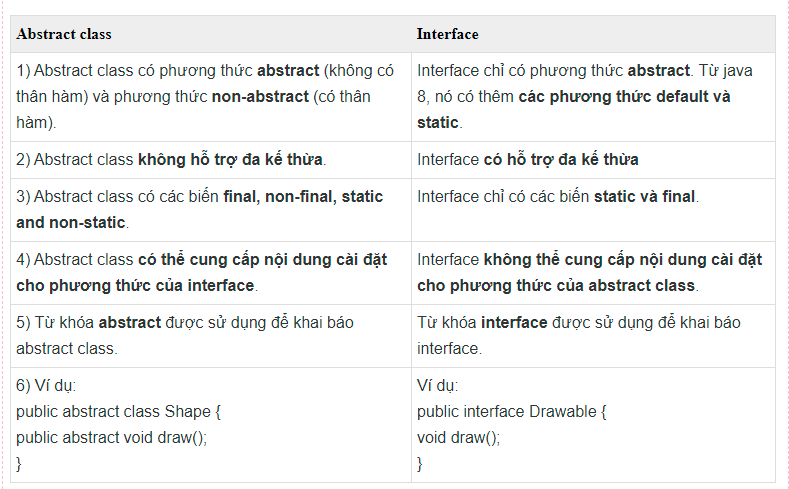 Abstract class
Interface
1) Abstract class có phương thức abstract (không có
thân hàm) và phương thức non-abstract (có thân
hàm).
Interface chỉ có phương thức abstract. Từ java
8, nó có thêm các phương thức default và
static.
2) Abstract class không hỗ trợ đa kế thừa.
Interface có hỗ trợ đa kế thừa
3) Abstract class có các biến final, non-final, static
and non-static.
Interface chỉ có các biến static và final.
4) Abstract class có thể cung cấp nội dung cài đặt
cho phương thức của interface.
Interface không thể cung cấp nội dung cài đặt
cho phương thức của abstract class.
5) Từ khóa abstract được sử dụng để khai báo
abstract class.
Từ khóa interface được sử dụng để khai báo
interface.
6) Ví dụ:
public abstract class Shape {
public abstract void draw();
}
Ví dụ:
public interface Drawable {
void draw();
}